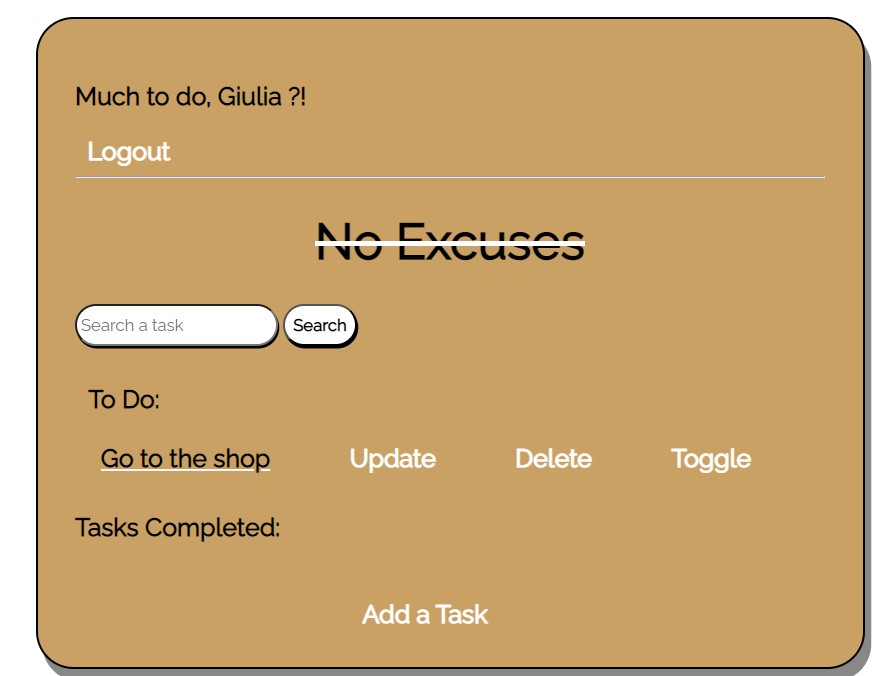 Much to do, Giulia ?!
Logout
No Excuses
Search a task Search
To Do:
Go to the shop Update Delete Toggle
Tasks Completed:
Add a Task